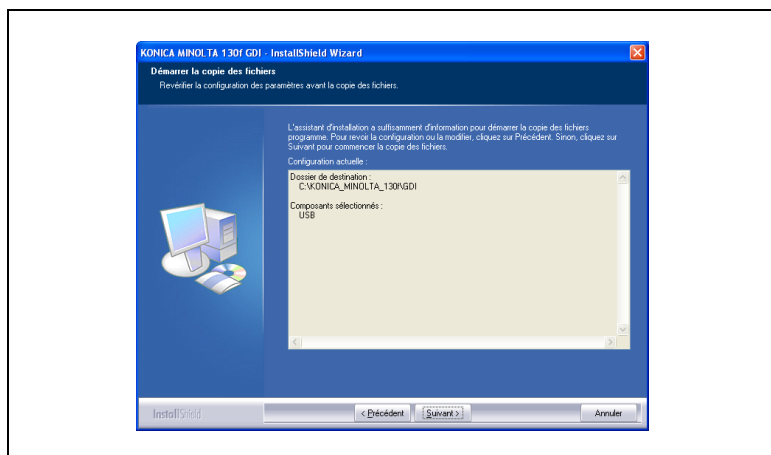 KONICA MINOLTA 130f GDI - InstallShield Wizard
Démarrer la copie des fichiers
Revérifier la configuration des paramètres avant la copie des fichiers.
L'assistant d'installation a suffisamment d'information pour démarrer la copie des fichiers
programme. Pour revoir la configuration ou la modifier, cliquez sur Précédent. Sinon, cliquez sur
Suivant pour commencer la copie des fichiers.
Configuration actuelle :
Dossier de destination :
C:\KONICA_MINOLTA_130f\GDI
Composants sélectionnés :
USB
InstallShield
< Précédent
Suivant >
Annuler